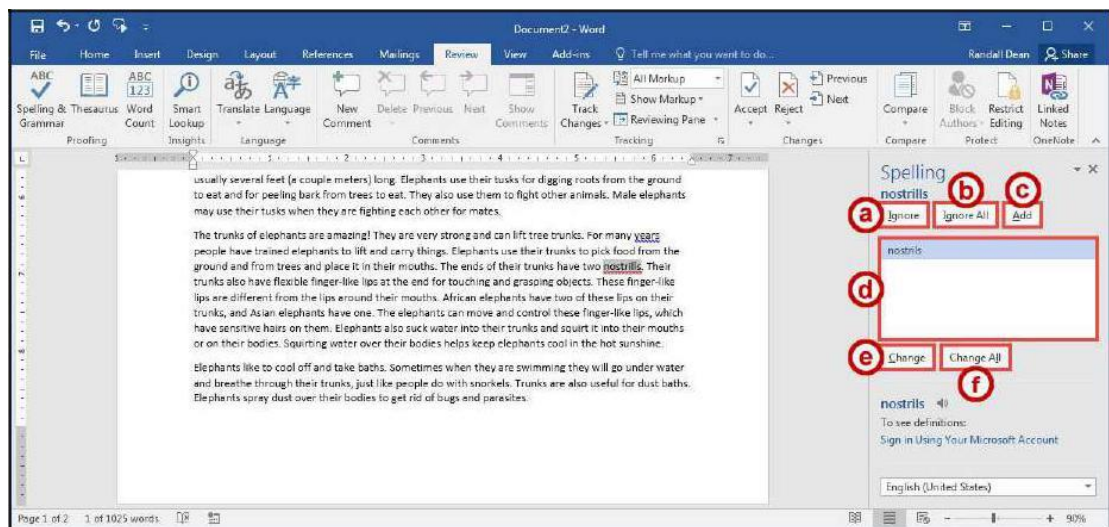 Document2 - Word
File Home Insert Design Layout References Mailings Review View Add-ins Tell me what you want to do... Randall Dean Share
ABC ABC 123
Spelling & Grammar Thesaurus Word Count Smart Lookup Translate Language New Comment Delete Previous Next Show Comments Track Changes All Markup Show Markup Reviewing Pane Accept Reject Previous Next Compare Block Authors Restrict Editing Linked Notes
Proofing Insights Language Comments Tracking Changes Compare Protect OneNote
L 1 2 3 4 5 6 7
usually several feet (a couple meters) long. Elephants use their tusks for digging roots from the ground
to eat and for peeling bark from trees to eat. They also use them to fight other animals. Male elephants
may use their tusks when they are fighting each other for mates.
The trunks of elephants are amazing! They are very strong and can lift tree trunks. For many years
people have trained elephants to lift and carry things. Elephants use their trunks to pick food from the
ground and from trees and place it in their mouths. The ends of their trunks have two nostrills. Their
trunks also have flexible finger-like lips at the end for touching and grasping objects. These finger-like
lips are different from the lips around their mouths. African elephants have two of these lips on their
trunks, and Asian elephants have one. The elephants can move and control these finger-like lips, which
have sensitive hairs on them. Elephants also suck water into their trunks and squirt it into their mouths
or on their bodies. Squirting water over their bodies helps keep elephants cool in the hot sunshine.
Elephants like to cool off and take baths. Sometimes when they are swimming they will go under water
and breathe through their trunks, just like people do with snorkels. Trunks are also useful for dust baths.
Elephants spray dust over their bodies to get rid of bugs and parasites.
Spelling
nostrills
b c
a Ignore Ignore All Add
nostrils
d
e Change Change All
f
nostrils
To see definitions:
Sign in Using Your Microsoft Account
English (United States)
Page 1 of 2 1 of 1025 words 90%